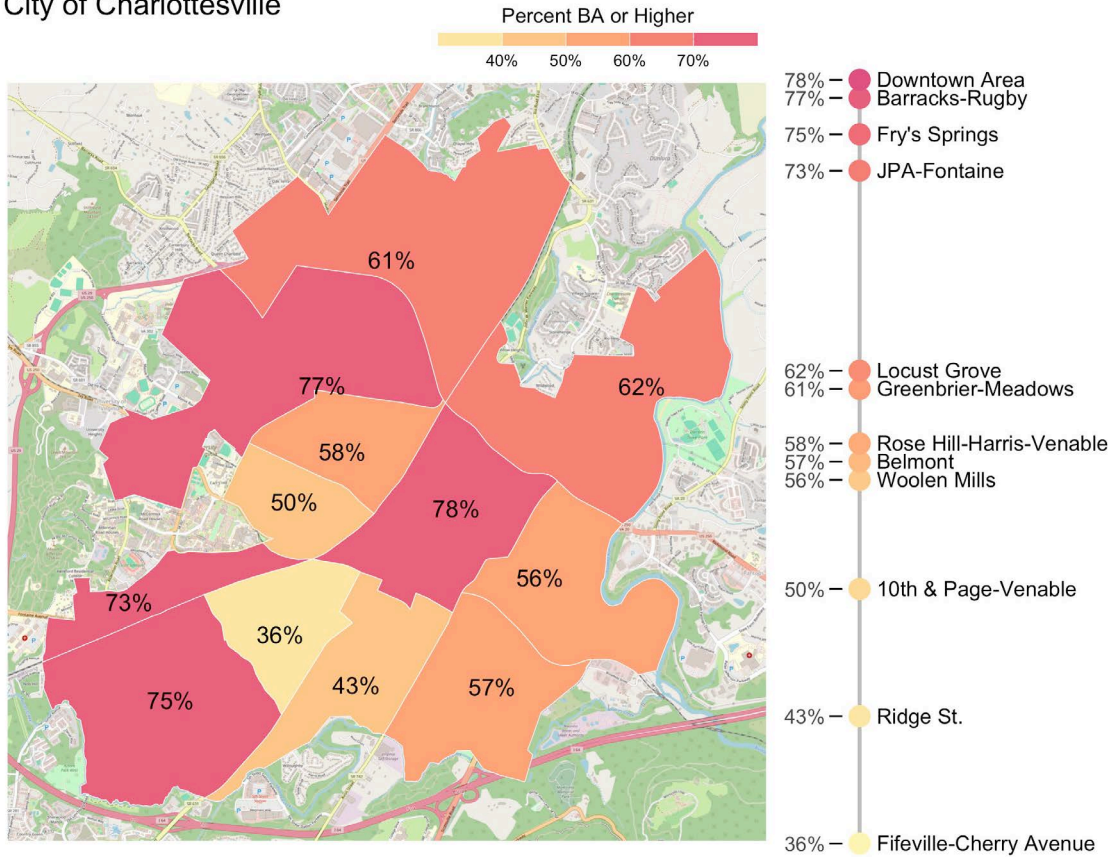 City of Charlottesville
Percent BA or Higher
40% 50% 60% 70%
61%
77%
62%
58%
50%
78%
56%
73%
36%
43%
57%
75%
78% Downtown Area
77% Barracks-Rugby
75% Fry's Springs
73% JPA-Fontaine
62% Locust Grove
61% Greenbrier-Meadows
58% Rose Hill-Harris-Venable
57% Belmont
56% Woolen Mills
50% 10th & Page-Venable
43% Ridge St.
36% Fifeville-Cherry Avenue